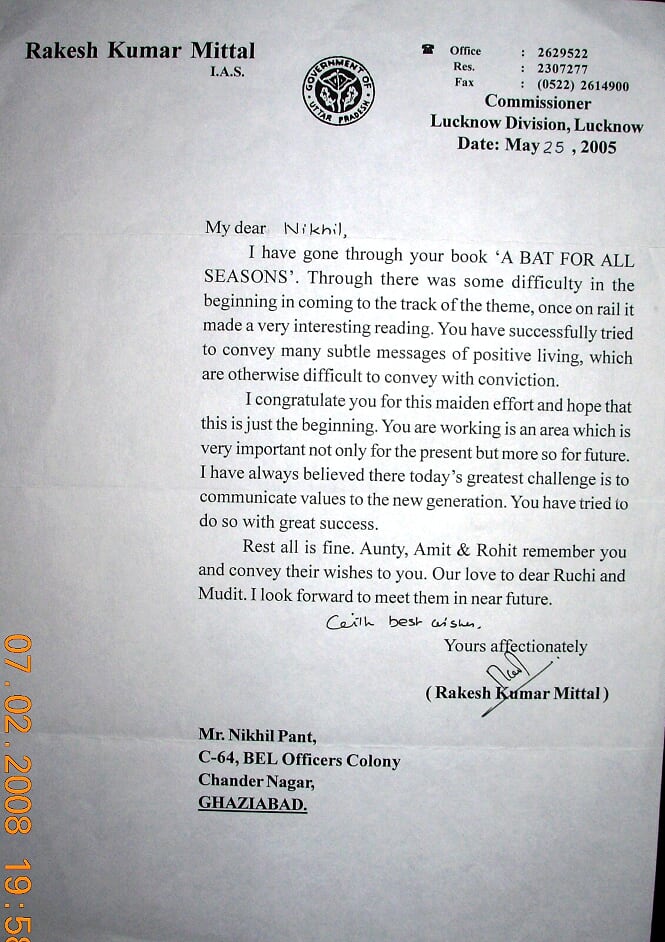 Rakesh Kumar Mittal
I.A.S.
GOVERNMENT OF
UTTAR PRADESH
☎ Office : 2629522
Res. : 2307277
Fax : (0522) 2614900
Commissioner
Lucknow Division, Lucknow
Date: May 25, 2005
My dear Nikhil,
I have gone through your book ‘A BAT FOR ALL
SEASONS’. Through there was some difficulty in the
beginning in coming to the track of the theme, once on rail it
made a very interesting reading. You have successfully tried
to convey many subtle messages of positive living, which
are otherwise difficult to convey with conviction.
I congratulate you for this maiden effort and hope that
this is just the beginning. You are working is an area which is
very important not only for the present but more so for future.
I have always believed there today’s greatest challenge is to
communicate values to the new generation. You have tried to
do so with great success.
Rest all is fine. Aunty, Amit & Rohit remember you
and convey their wishes to you. Our love to dear Ruchi and
Mudit. I look forward to meet them in near future.
With best wishes.
Yours affectionately
( Rakesh Kumar Mittal )
Mr. Nikhil Pant,
C-64, BEL Officers Colony
Chander Nagar,
GHAZIABAD.
07.02.2008 19:58